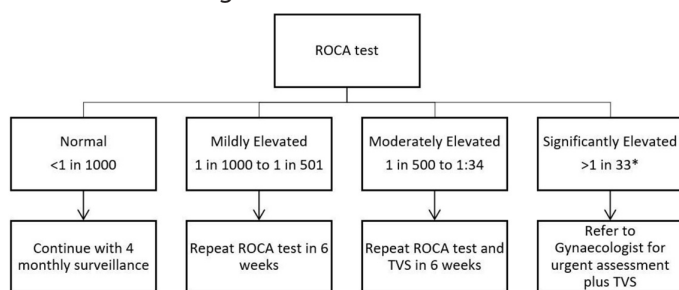 ROCA test
Normal
<1 in 1000
Mildly Elevated
1 in 1000 to 1 in 501
Moderately Elevated
1 in 500 to 1:34
Significantly Elevated
>1 in 33*
Continue with 4
monthly surveillance
Repeat ROCA test in 6
weeks
Repeat ROCA test and
TVS in 6 weeks
Refer to
Gynaecologist for
urgent assessment
plus TVS